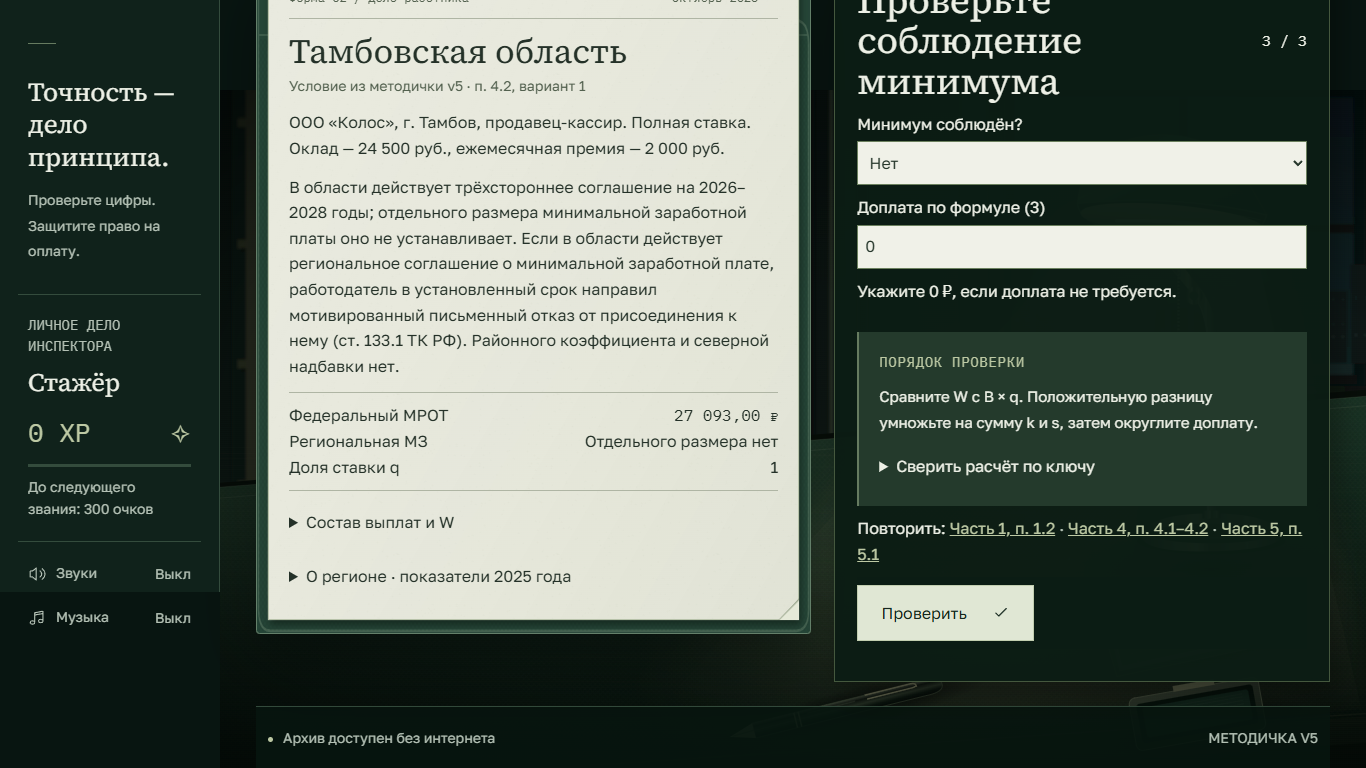 Точность —
дело
принципа.
Проверьте цифры.
Защитите право на
оплату.
ЛИЧНОЕ ДЕЛО
ИНСПЕКТОРА
Стажёр
0 XP
До следующего
звания: 300 очков
Звуки Выкл
Музыка Выкл
Тамбовская область
Условие из методички v5 · п. 4.2, вариант 1
ООО «Колос», г. Тамбов, продавец-кассир. Полная ставка.
Оклад — 24 500 руб., ежемесячная премия — 2 000 руб.
В области действует трёхстороннее соглашение на 2026–
2028 годы; отдельного размера минимальной заработной
платы оно не устанавливает. Если в области действует
региональное соглашение о минимальной заработной плате,
работодатель в установленный срок направил
мотивированный письменный отказ от присоединения к
нему (ст. 133.1 ТК РФ). Районного коэффициента и северной
надбавки нет.
Федеральный МРОТ 27 093,00 ₽
Региональная МЗ Отдельного размера нет
Доля ставки q 1
Состав выплат и W
О регионе · показатели 2025 года
Проверьте
соблюдение
минимума
3 / 3
Минимум соблюдён?
Нет
Доплата по формуле (3)
0
Укажите 0 ₽, если доплата не требуется.
ПОРЯДОК ПРОВЕРКИ
Сравните W с B × q. Положительную разницу
умножьте на сумму k и s, затем округлите доплату.
Сверить расчёт по ключу
Повторить: Часть 1, п. 1.2 · Часть 4, п. 4.1–4.2 · Часть 5, п.
5.1
Проверить
Архив доступен без интернета
МЕТОДИЧКА V5